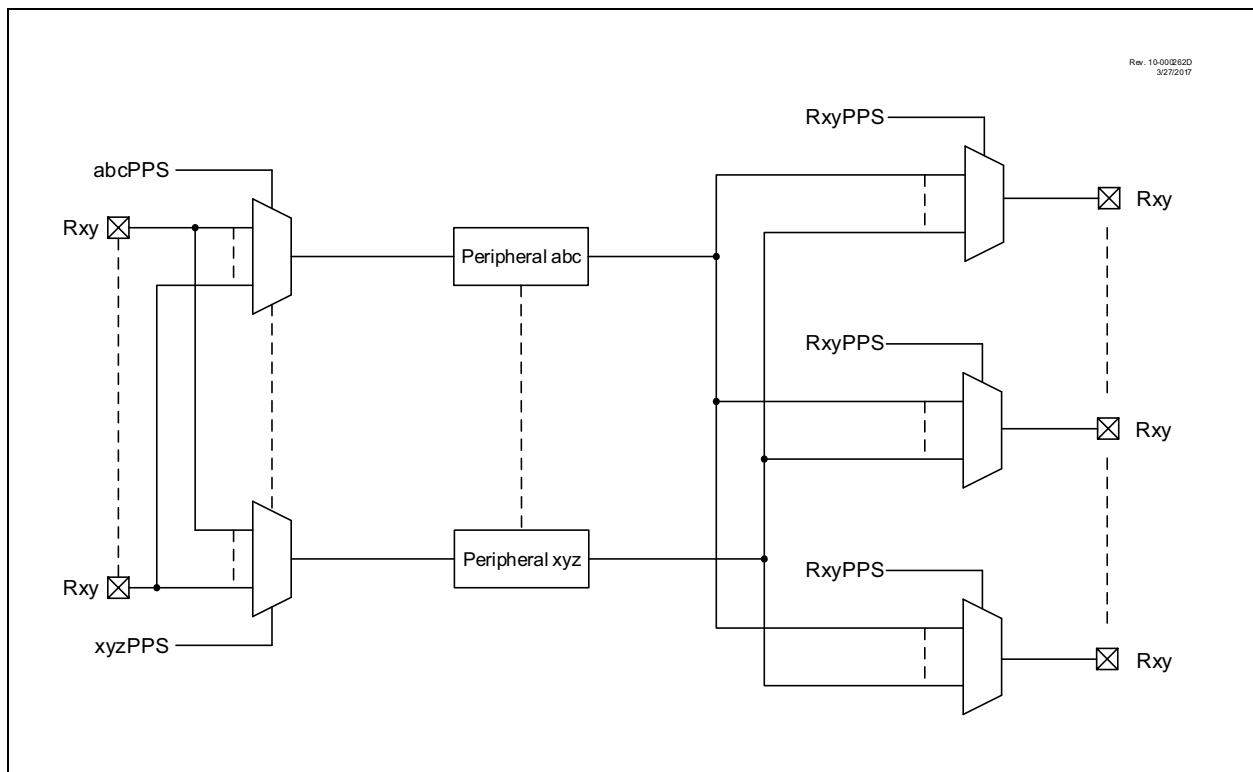 Rev. 10-000262D
3/27/2017
RxyPPS
abcPPS
Rxy
Rxy
Peripheral abc
RxyPPS
Rxy
Peripheral xyz
RxyPPS
Rxy
xyzPPS
Rxy